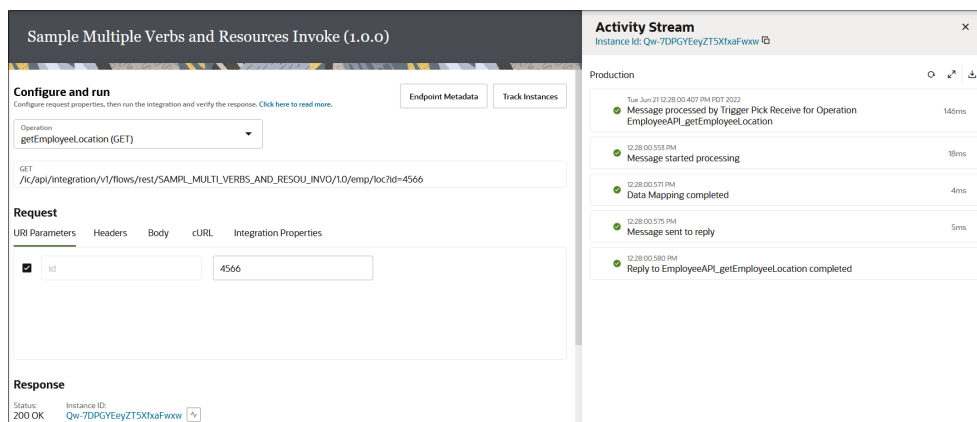 Sample Multiple Verbs and Resources Invoke (1.0.0)
Configure and run
Configure request properties, then run the integration and verify the response. Click here to read more.
Endpoint Metadata
Track Instances
Operation
getEmployeeLocation (GET)
GET
/ic/api/integration/v1/flows/rest/SAMPL_MULTI_VERBS_AND_RESOU_INVO/1.0/emp/loc?id=4566
Request
URI Parameters Headers Body cURL Integration Properties
id 4566
Response
Status: Instance ID:
200 OK Qw-7DPGYEeyZT5XfxaFwxw
Activity Stream
Instance Id: Qw-7DPGYEeyZT5XfxaFwxw
Production
Tue Jun 21 12:28:00.407 PM PDT 2022
Message processed by Trigger Pick Receive for Operation 146ms
EmployeeAPI_getEmployeeLocation
12:28:00.553 PM
Message started processing 18ms
12:28:00.571 PM
Data Mapping completed 4ms
12:28:00.575 PM
Message sent to reply 5ms
12:28:00.580 PM
Reply to EmployeeAPI_getEmployeeLocation completed